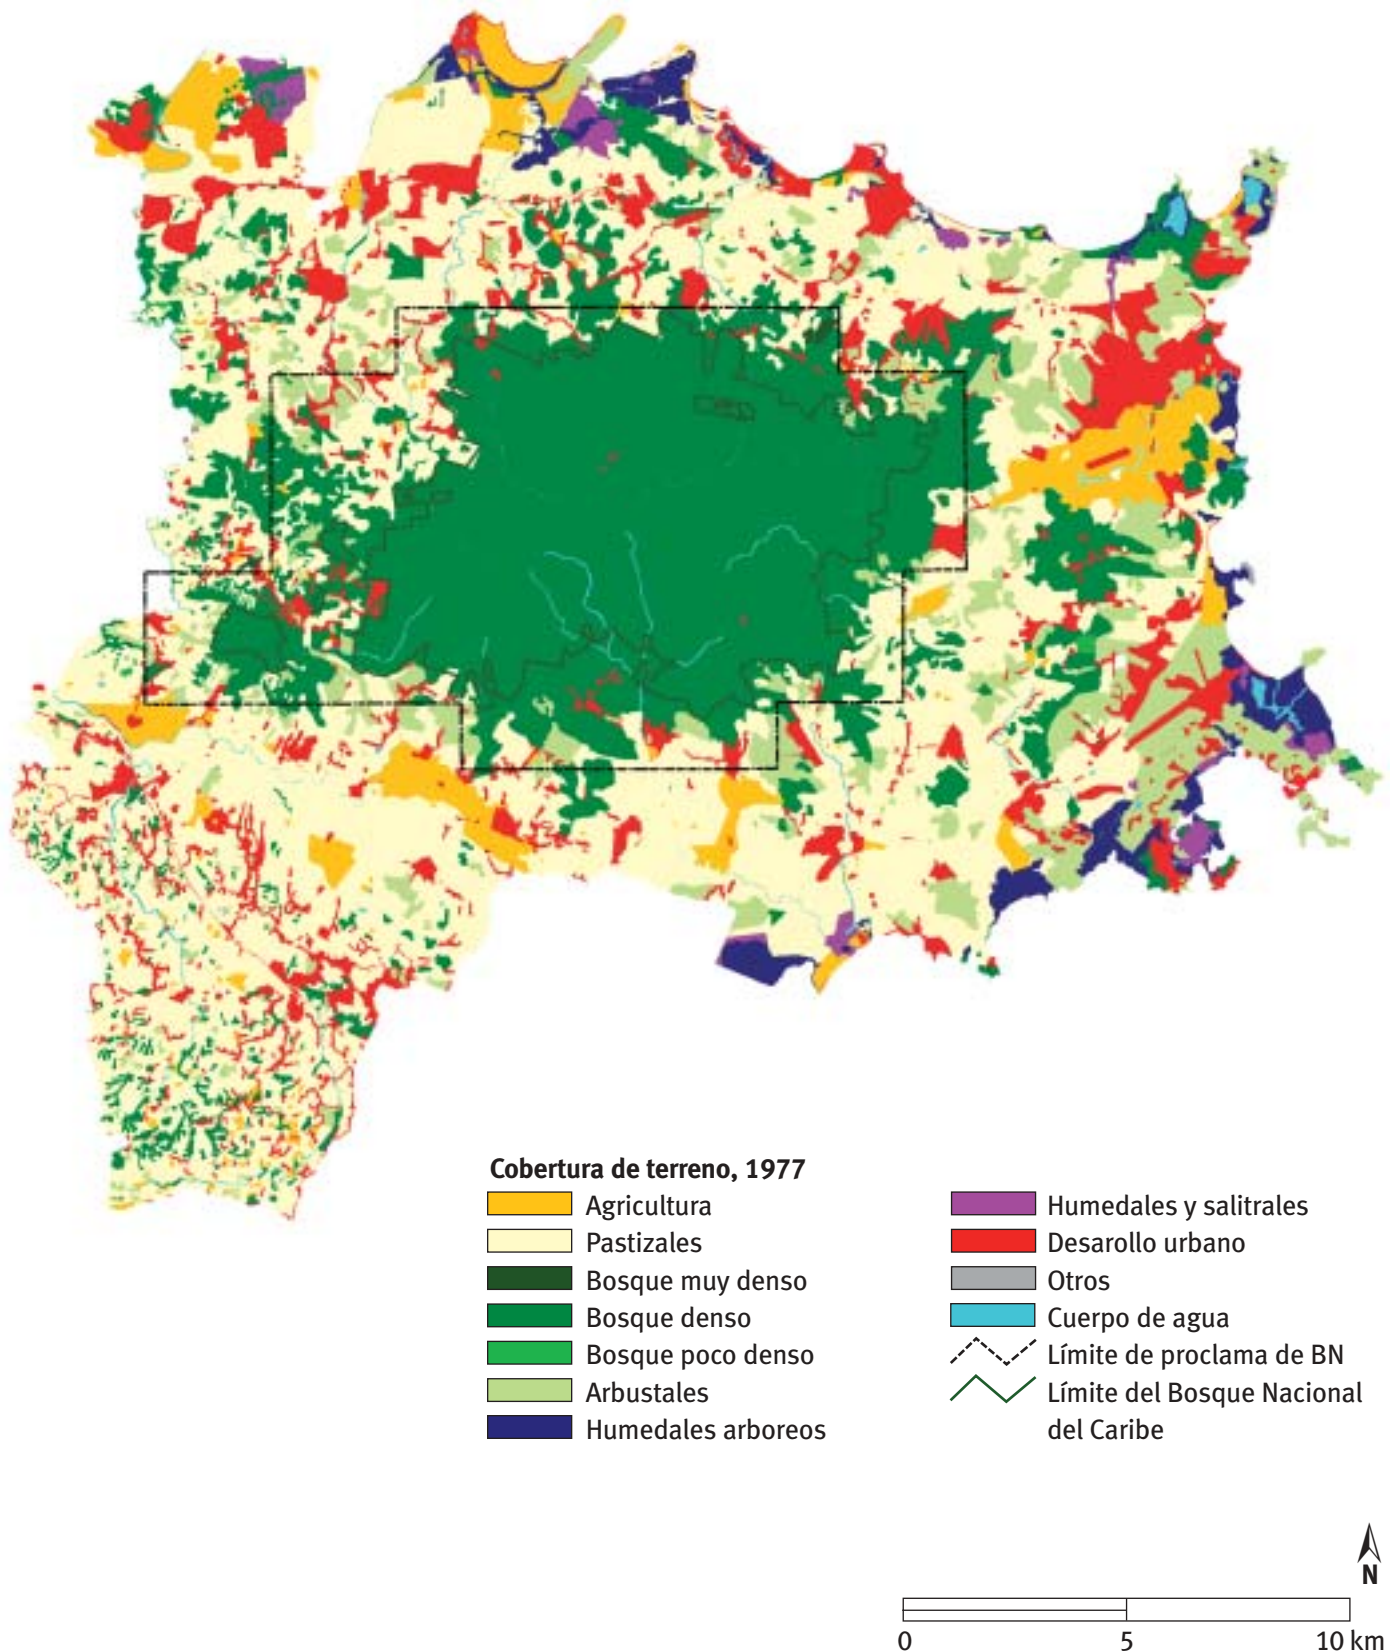 Cobertura de terreno, 1977
Agricultura
Pastizales
Bosque muy denso
Bosque denso
Bosque poco denso
Arbustales
Humedales arboreos
Humedales y salitrales
Desarollo urbano
Otros
Cuerpo de agua
Límite de proclama de BN
Límite del Bosque Nacional
del Caribe
N
0 5 10 km